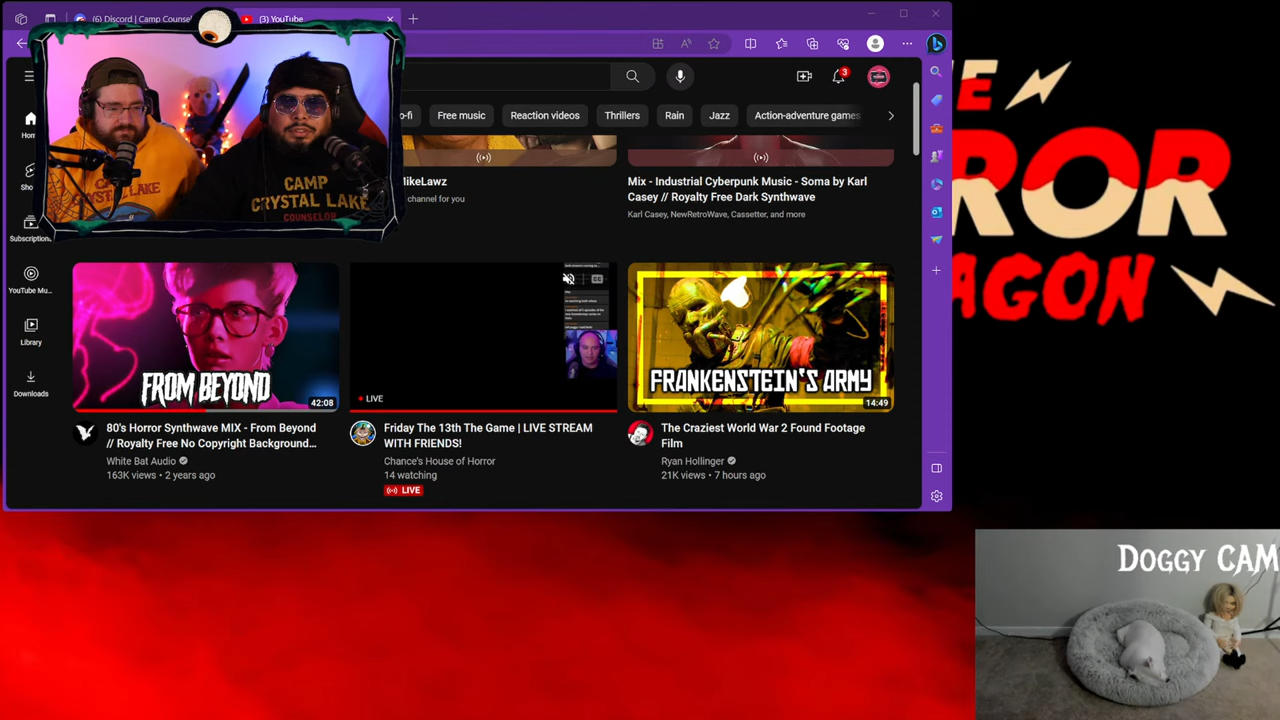 (6) Discord | Camp Counsel
(3) YouTube
3
o-fi
Free music
Reaction videos
Thrillers
Rain
Jazz
Action-adventure games
Hom
Sho
Subscription
YouTube Mu...
Library
Downloads
CRYSTAL LAKE
CAMP
CRYSTAL LAKE
COUNSELOR
MikeLawz
channel for you
Mix - Industrial Cyberpunk Music - Soma by Karl
Casey // Royalty Free Dark Synthwave
Karl Casey, NewRetroWave, Cassetter, and more
FROM BEYOND
42:08
80's Horror Synthwave MIX - From Beyond
// Royalty Free No Copyright Background...
White Bat Audio
163K views • 2 years ago
CC
LIVE
Friday The 13th The Game | LIVE STREAM
WITH FRIENDS!
Chance's House of Horror
14 watching
LIVE
FRANKENSTEIN'S ARMY
14:49
The Craziest World War 2 Found Footage
Film
Ryan Hollinger
21K views • 7 hours ago
E
ROR
AGON
DOGGY CAM